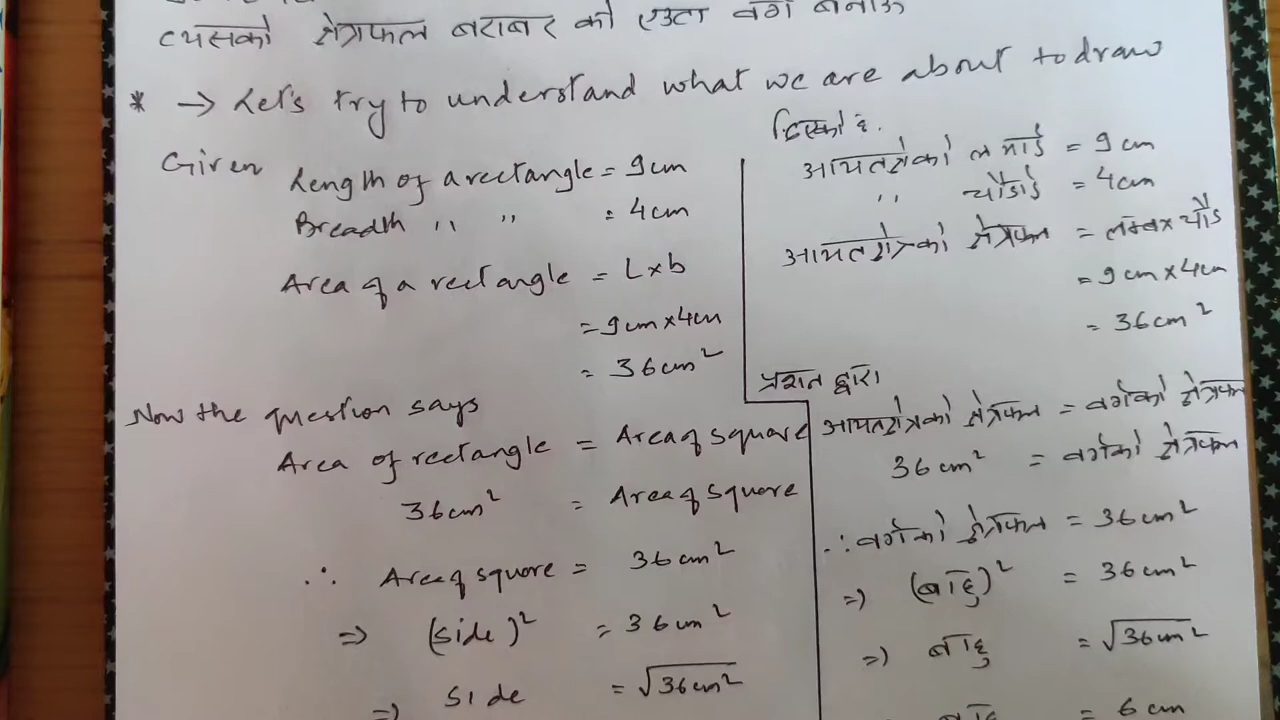 त्यसको क्षेत्रफल बराबर को एउटा वर्ग बनाऊ
* → Let's try to understand what we are about to draw
Given Length of a rectangle = 9cm
Breadth " " = 4cm
Area of a rectangle = L×b
= 9cm×4cm
= 36cm²
Now the question says
Area of rectangle = Area of square
36cm² = Area of square
∴ Area of square = 36cm²
⇒ (side)² = 36cm²
⇒ side = √36cm²
दिएको छ.
आयतक्षेत्रको लम्बाई = 9cm
" चौडाई = 4cm
आयतक्षेत्रको क्षेत्रफल = लम्ब×चौडाई
= 9cm×4cm
= 36cm²
प्रश्न द्वारा
आयतक्षेत्रको क्षेत्रफल = वर्गको क्षेत्रफल
36cm² = वर्गको क्षेत्रफल
∴ वर्गको क्षेत्रफल = 36cm²
⇒ (बाहु)² = 36cm²
⇒ बाहु = √36cm²
बाहु = 6cm